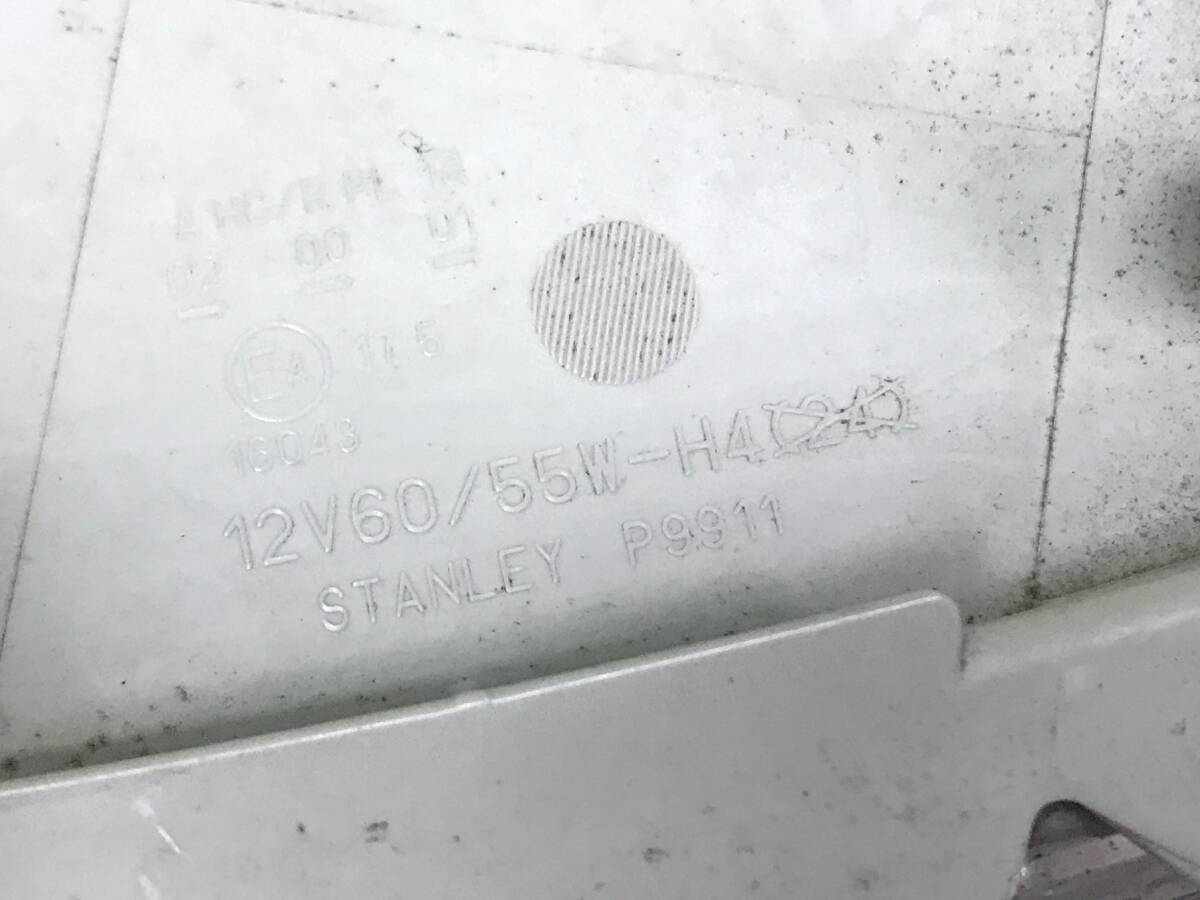 A HC/R PL
02 00 01
E4 17.5
16043
12V60/55W-H4
STANLEY P9911